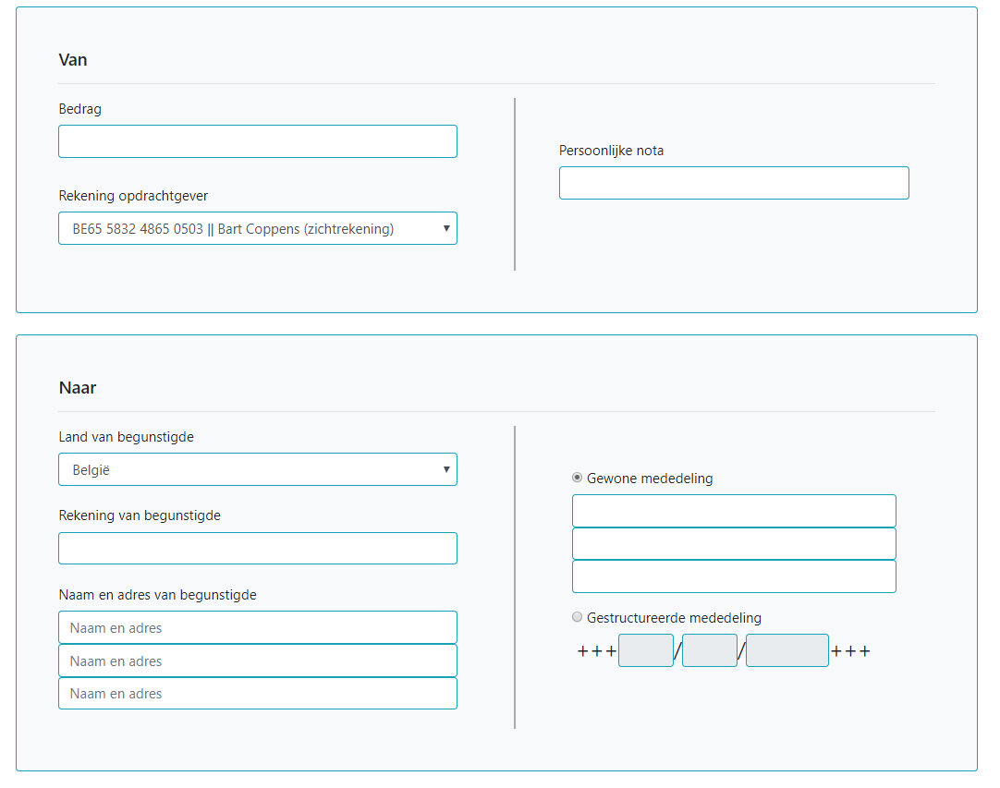 Van
Bedrag
Persoonlijke nota
Rekening opdrachtgever
BE65 5832 4865 0503 || Bart Coppens (zichtrekening)
Naar
Land van begunstigde
België
Rekening van begunstigde
Naam en adres van begunstigde
Naam en adres
Naam en adres
Naam en adres
Gewone mededeling
Gestructureerde mededeling
+++ / / +++